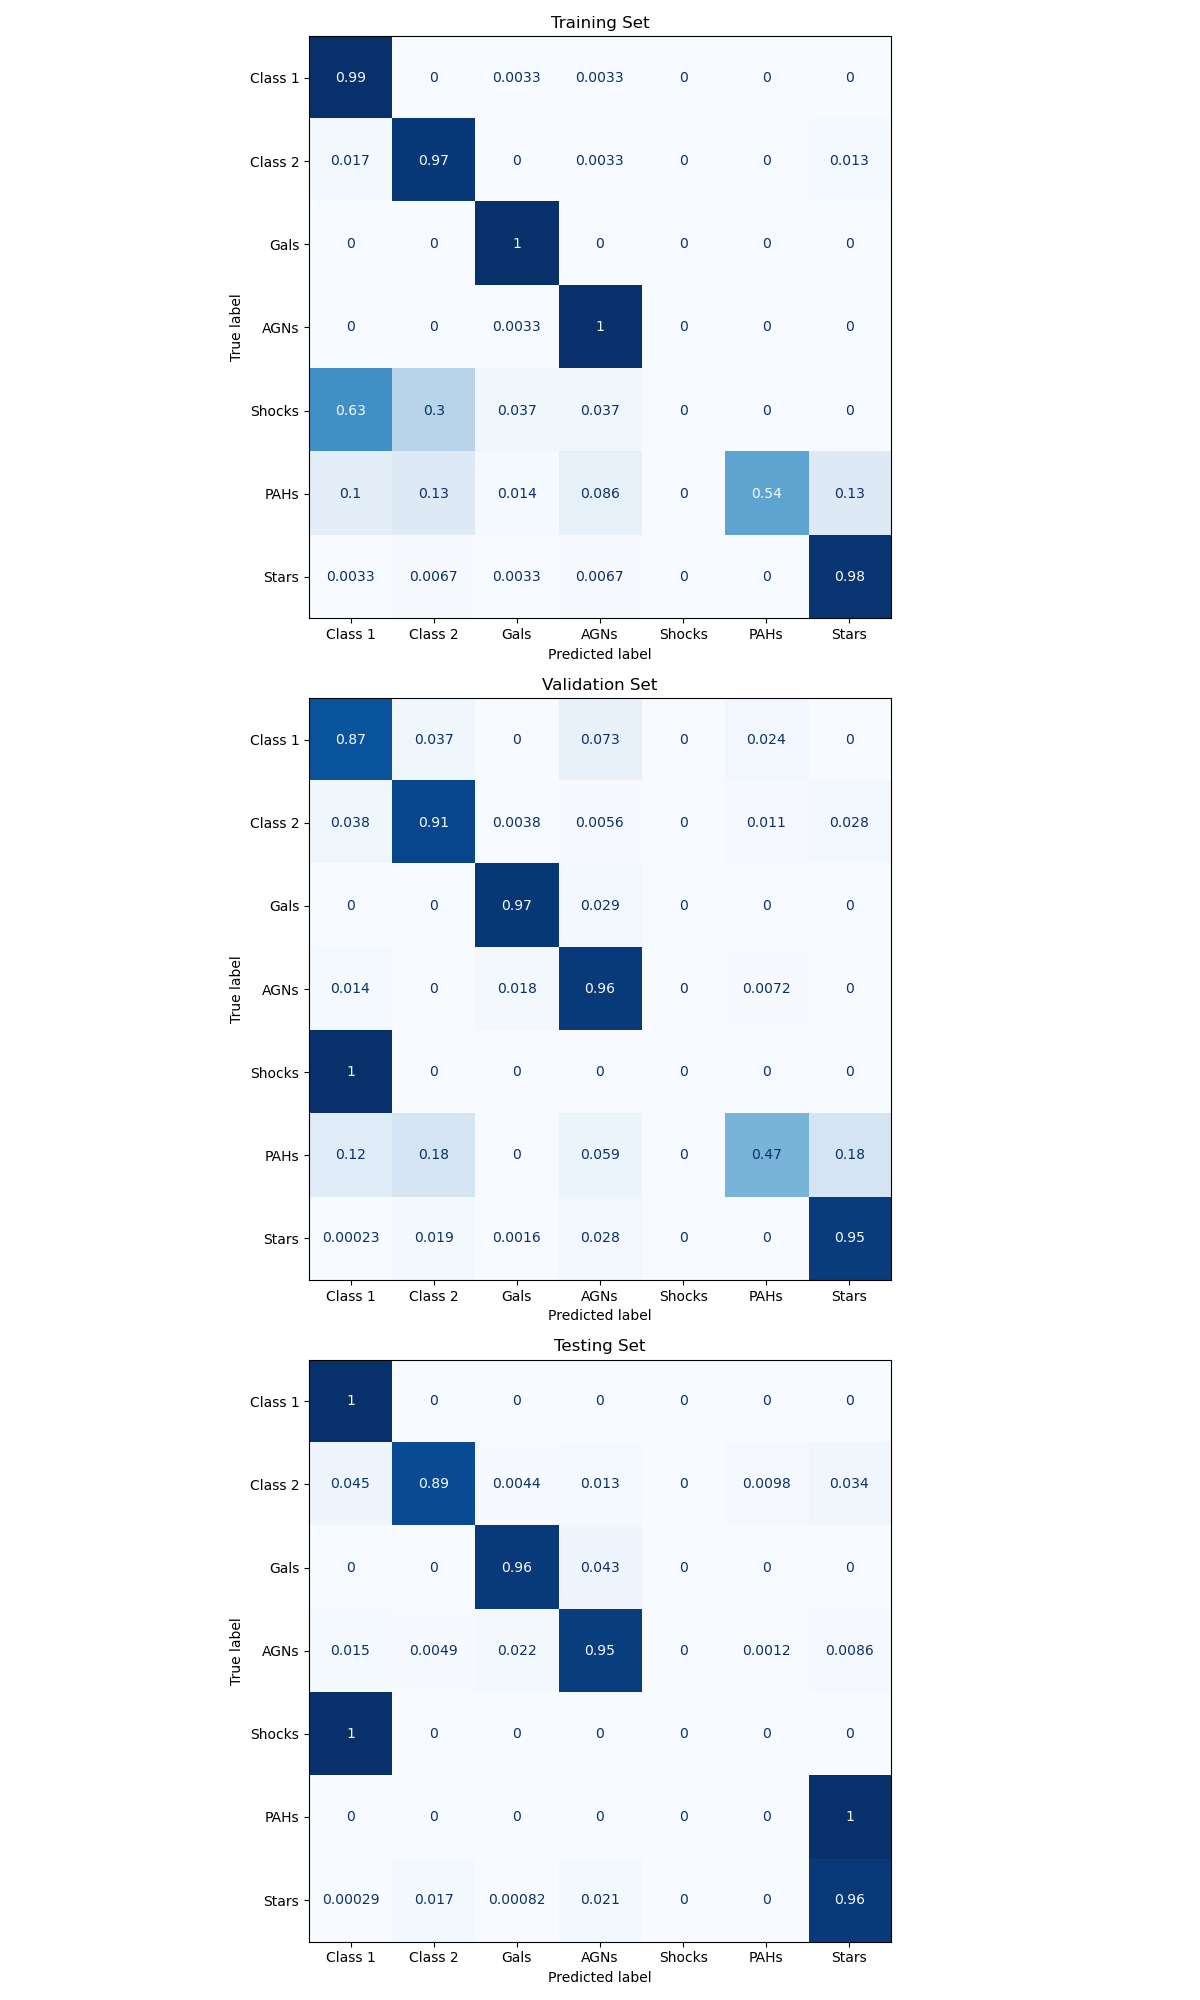 Training Set
Class 1 0.99 0 0.0033 0.0033 0 0 0
Class 2 0.017 0.97 0 0.0033 0 0 0.013
Gals 0 0 1 0 0 0 0
AGNs 0 0 0.0033 1 0 0 0
Shocks 0.63 0.3 0.037 0.037 0 0 0
PAHs 0.1 0.13 0.014 0.086 0 0.54 0.13
Stars 0.0033 0.0067 0.0033 0.0067 0 0 0.98
True label
Class 1 Class 2 Gals AGNs Shocks PAHs Stars
Predicted label
Validation Set
Class 1 0.87 0.037 0 0.073 0 0.024 0
Class 2 0.038 0.91 0.0038 0.0056 0 0.011 0.028
Gals 0 0 0.97 0.029 0 0 0
AGNs 0.014 0 0.018 0.96 0 0.0072 0
Shocks 1 0 0 0 0 0 0
PAHs 0.12 0.18 0 0.059 0 0.47 0.18
Stars 0.00023 0.019 0.0016 0.028 0 0 0.95
True label
Class 1 Class 2 Gals AGNs Shocks PAHs Stars
Predicted label
Testing Set
Class 1 1 0 0 0 0 0 0
Class 2 0.045 0.89 0.0044 0.013 0 0.0098 0.034
Gals 0 0 0.96 0.043 0 0 0
AGNs 0.015 0.0049 0.022 0.95 0 0.0012 0.0086
Shocks 1 0 0 0 0 0 0
PAHs 0 0 0 0 0 0 1
Stars 0.00029 0.017 0.00082 0.021 0 0 0.96
True label
Class 1 Class 2 Gals AGNs Shocks PAHs Stars
Predicted label